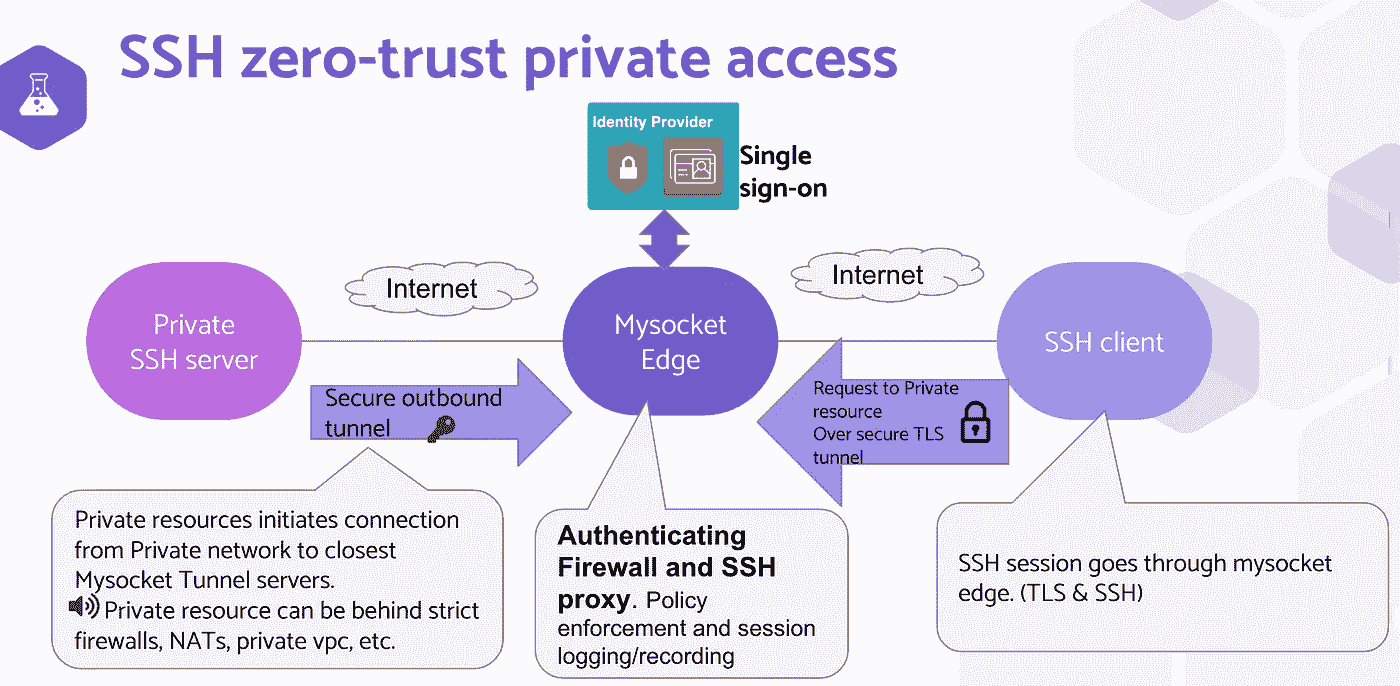 SSH zero-trust private access
Identity Provider
Single
sign-on
Internet
Internet
Private
SSH server
Mysocket
Edge
SSH client
Secure outbound
tunnel
Request to Private
resource
Over secure TLS
tunnel
Private resources initiates connection
from Private network to closest
Mysocket Tunnel servers.
Private resource can be behind strict
firewalls, NATs, private vpc, etc.
Authenticating
Firewall and SSH
proxy. Policy
enforcement and session
logging/recording
SSH session goes through mysocket
edge. (TLS & SSH)